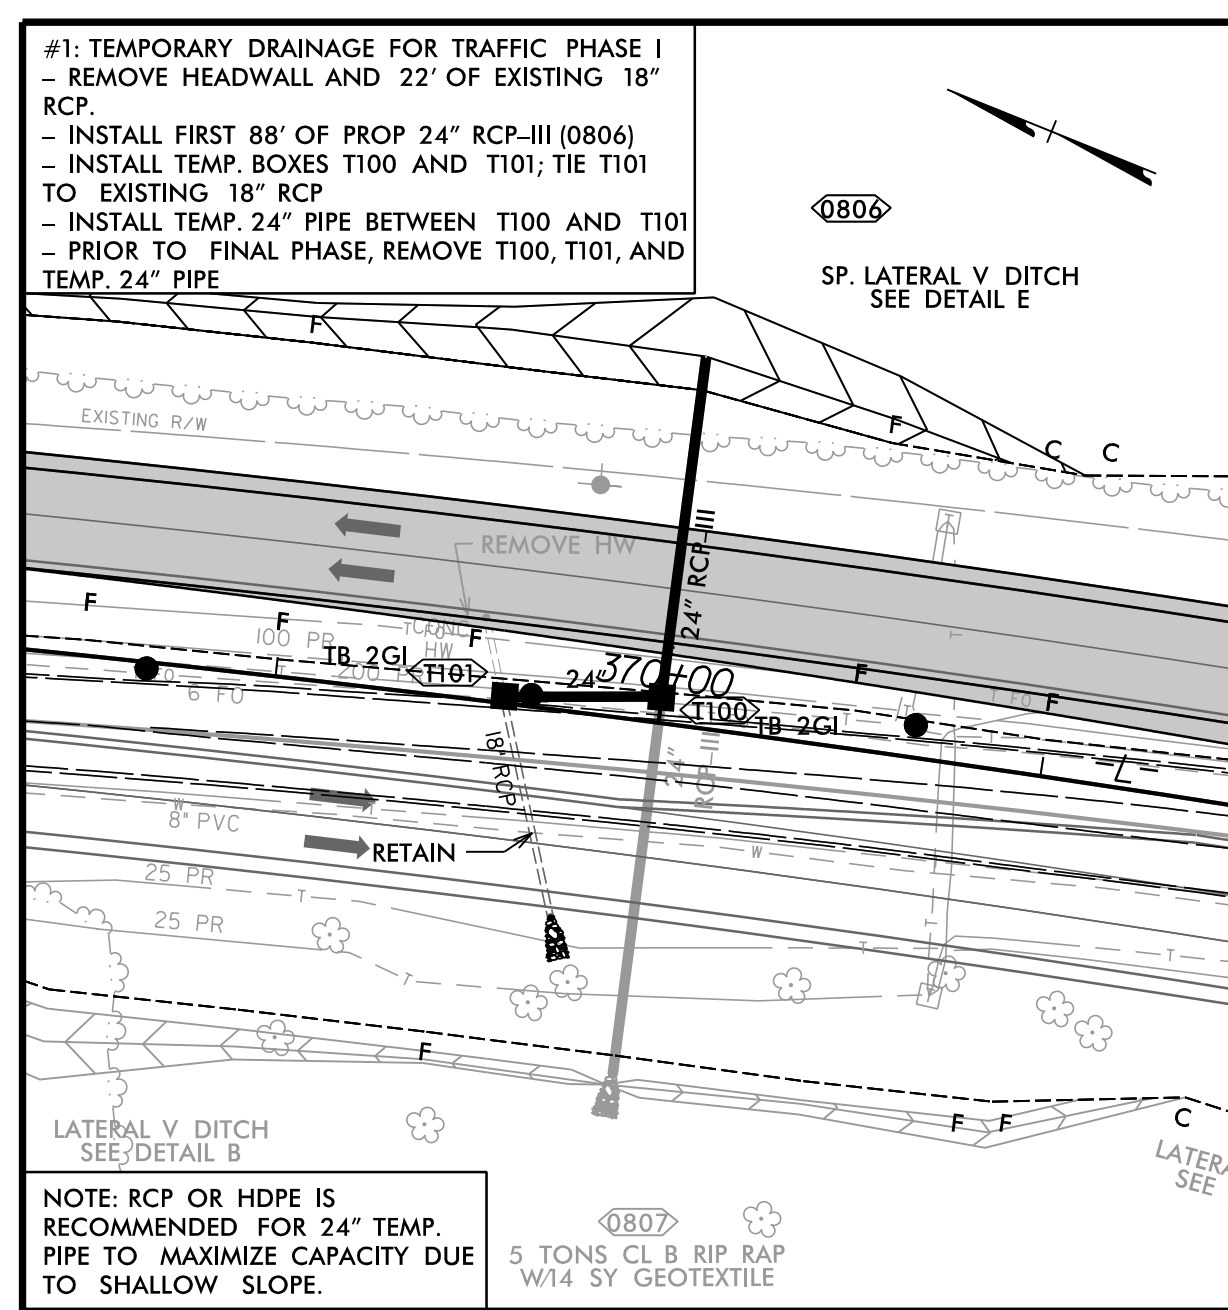 #1: TEMPORARY DRAINAGE FOR TRAFFIC PHASE I
– REMOVE HEADWALL AND 22' OF EXISTING 18"
RCP.
– INSTALL FIRST 88' OF PROP 24" RCP–III (0806)
– INSTALL TEMP. BOXES T100 AND T101; TIE T101
TO EXISTING 18" RCP
– INSTALL TEMP. 24" PIPE BETWEEN T100 AND T101
– PRIOR TO FINAL PHASE, REMOVE T100, T101, AND
TEMP. 24" PIPE
0806
SP. LATERAL V DITCH
SEE DETAIL E
F
EXISTING R/W
F
C
C
T
REMOVE HW
24" RCP–III
F
F
F
100 PR
T
FO
CONC
HW
T
TB 2GI
200
T101
24"
370+00
F
FO
6 FO
T
T100
TB 2GI
T
T
T FO
F
18" RCP
24"
RCP–III
–L–
W
8" PVC
T
RETAIN
W
25 PR
T
25 PR
T
T
T
T
T
F
LATERAL V DITCH
SEE DETAIL B
F
F
C
LATERA
SEE
NOTE: RCP OR HDPE IS
RECOMMENDED FOR 24" TEMP.
PIPE TO MAXIMIZE CAPACITY DUE
TO SHALLOW SLOPE.
0807
5 TONS CL B RIP RAP
W/14 SY GEOTEXTILE